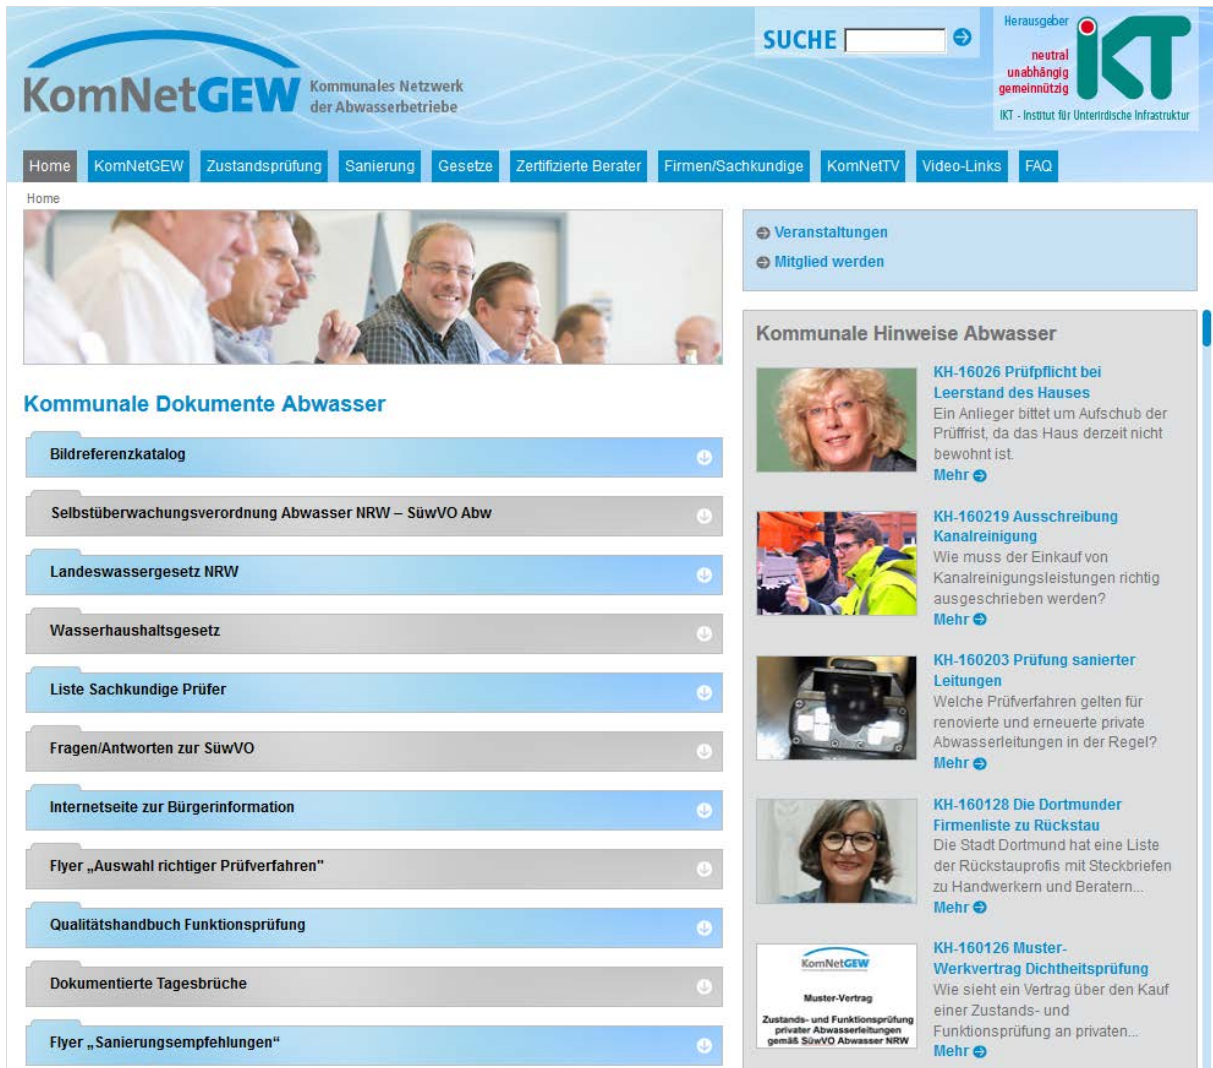 SUCHE
Herausgeber
neutral
unabhängig
gemeinnützig
iKT
IKT - Institut für Unterirdische Infrastruktur
KomNetGEW
Kommunales Netzwerk
der Abwasserbetriebe
Home KomNetGEW Zustandsprüfung Sanierung Gesetze Zertifizierte Berater Firmen/Sachkundige KomNetTV Video-Links FAQ
Home
Kommunale Dokumente Abwasser
Bildreferenzkatalog
Selbstüberwachungsverordnung Abwasser NRW – SüwVO Abw
Landeswassergesetz NRW
Wasserhaushaltsgesetz
Liste Sachkundige Prüfer
Fragen/Antworten zur SüwVO
Internetseite zur Bürgerinformation
Flyer „Auswahl richtiger Prüfverfahren"
Qualitätshandbuch Funktionsprüfung
Dokumentierte Tagesbrüche
Flyer „Sanierungsempfehlungen“
Veranstaltungen
Mitglied werden
Kommunale Hinweise Abwasser
KH-16026 Prüfpflicht bei
Leerstand des Hauses
Ein Anlieger bittet um Aufschub der
Prüffrist, da das Haus derzeit nicht
bewohnt ist.
Mehr
KH-160219 Ausschreibung
Kanalreinigung
Wie muss der Einkauf von
Kanalreinigungsleistungen richtig
ausgeschrieben werden?
Mehr
KH-160203 Prüfung sanierter
Leitungen
Welche Prüfverfahren gelten für
renovierte und erneuerte private
Abwasserleitungen in der Regel?
Mehr
KH-160128 Die Dortmunder
Firmenliste zu Rückstau
Die Stadt Dortmund hat eine Liste
der Rückstauprofis mit Steckbriefen
zu Handwerkern und Beratern...
Mehr
KomNetGEW
Muster-Vertrag
Zustands- und Funktionsprüfung
privater Abwasserleitungen
gemäß SüwVO Abwasser NRW
KH-160126 Muster-
Werkvertrag Dichtheitsprüfung
Wie sieht ein Vertrag über den Kauf
einer Zustands- und
Funktionsprüfung an privaten...
Mehr